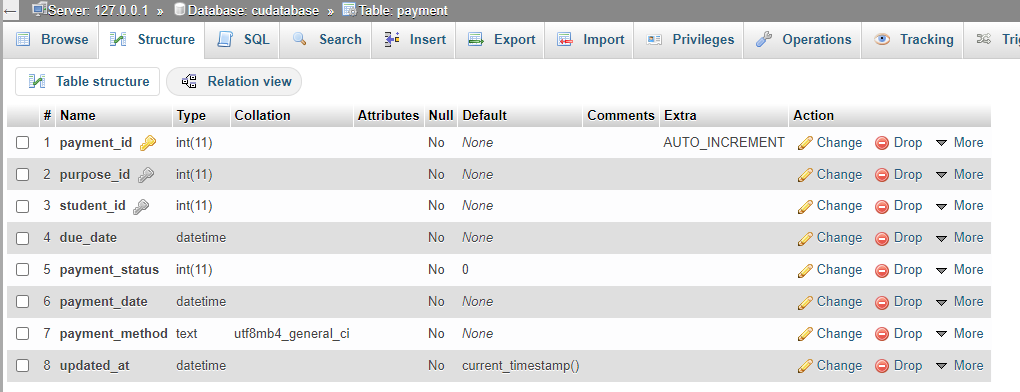 Server: 127.0.0.1 » Database: cudatabase » Table: payment
Browse Structure SQL Search Insert Export Import Privileges Operations Tracking
Table structure Relation view
# Name Type Collation Attributes Null Default Comments Extra Action
1 payment_id int(11) No None AUTO_INCREMENT Change Drop More
2 purpose_id int(11) No None Change Drop More
3 student_id int(11) No None Change Drop More
4 due_date datetime No None Change Drop More
5 payment_status int(11) No 0 Change Drop More
6 payment_date datetime No None Change Drop More
7 payment_method text utf8mb4_general_ci No None Change Drop More
8 updated_at datetime No current_timestamp() Change Drop More